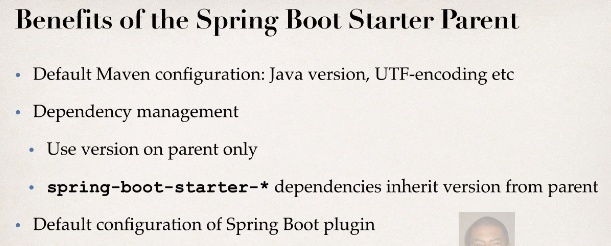 Benefits of the Spring Boot Starter Parent
Default Maven configuration: Java version, UTF-encoding etc
Dependency management
Use version on parent only
spring-boot-starter-* dependencies inherit version from parent
Default configuration of Spring Boot plugin